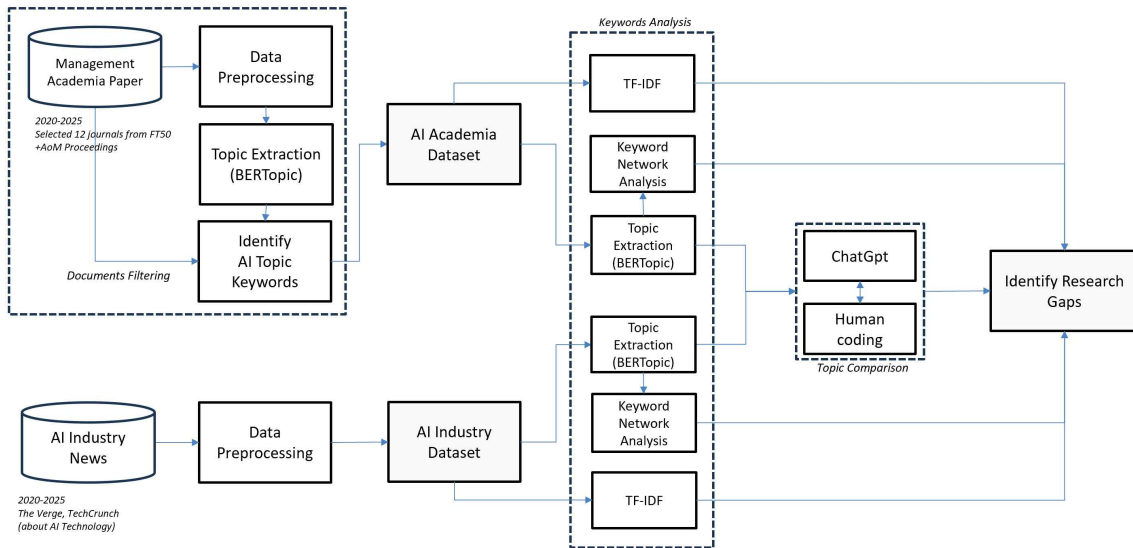 Keywords Analysis
Management
Academia Paper
2020-2025
Selected 12 journals from FT50
+AoM Proceedings
Data
Preprocessing
Topic Extraction
(BERTopic)
Identify
AI Topic
Keywords
Documents Filtering
AI Academia
Dataset
TF-IDF
Keyword
Network
Analysis
Topic
Extraction
(BERTopic)
ChatGpt
Human
coding
Topic Comparison
Identify Research
Gaps
AI Industry
News
2020-2025
The Verge, TechCrunch
(about AI Technology)
Data
Preprocessing
AI Industry
Dataset
Topic
Extraction
(BERTopic)
Keyword
Network
Analysis
TF-IDF